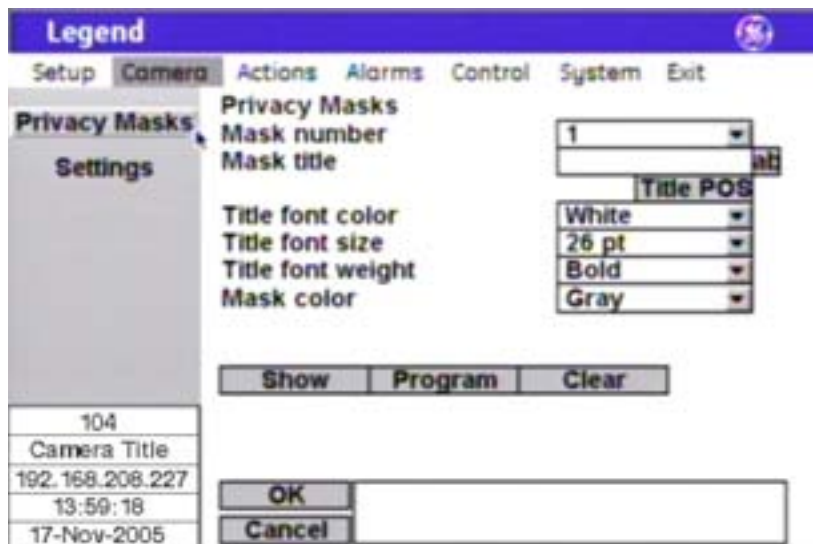 Legend
Setup Camera Actions Alarms Control System Exit
Privacy Masks
Settings
Privacy Masks
Mask number 1
Mask title ab
Title POS
Title font color White
Title font size 26 pt
Title font weight Bold
Mask color Gray
Show Program Clear
104
Camera Title
192.168.208.227
13:59:18
17-Nov-2005
OK
Cancel